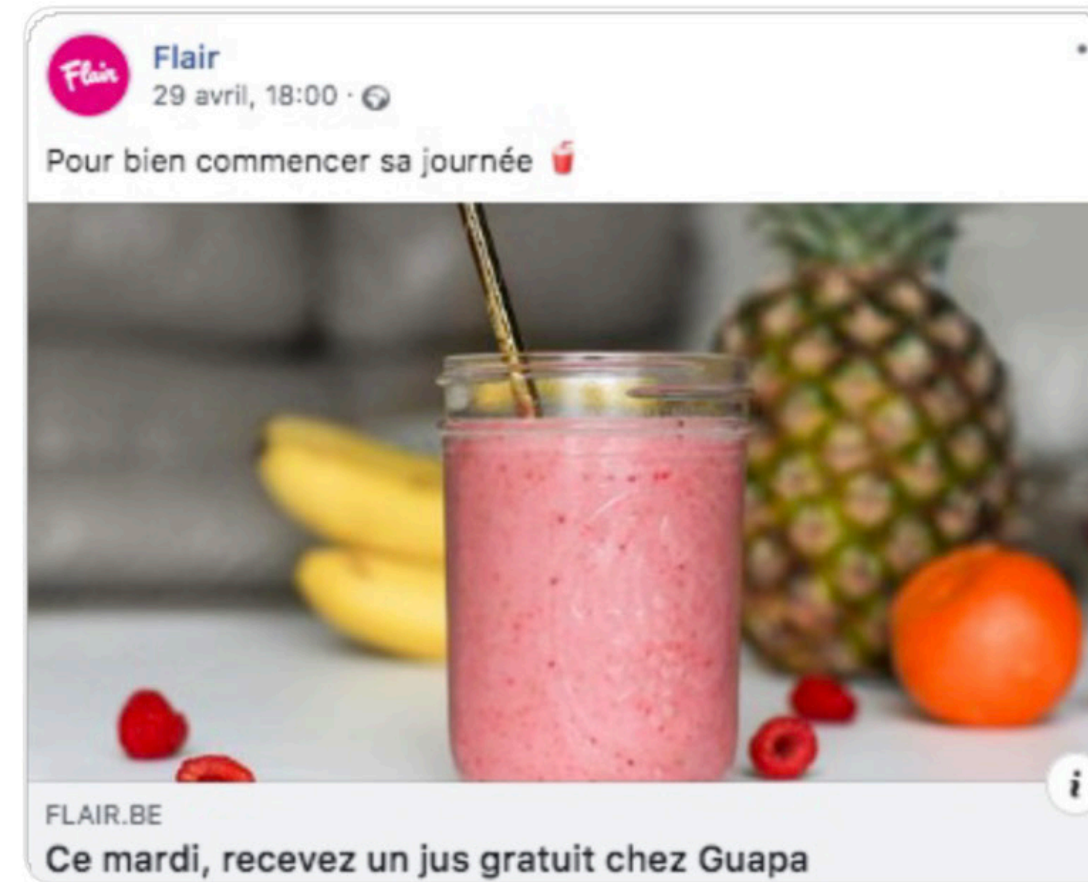 Flair
Flair
29 avril, 18:00 ·
Pour bien commencer sa journée 🥤
FLAIR.BE
Ce mardi, recevez un jus gratuit chez Guapa